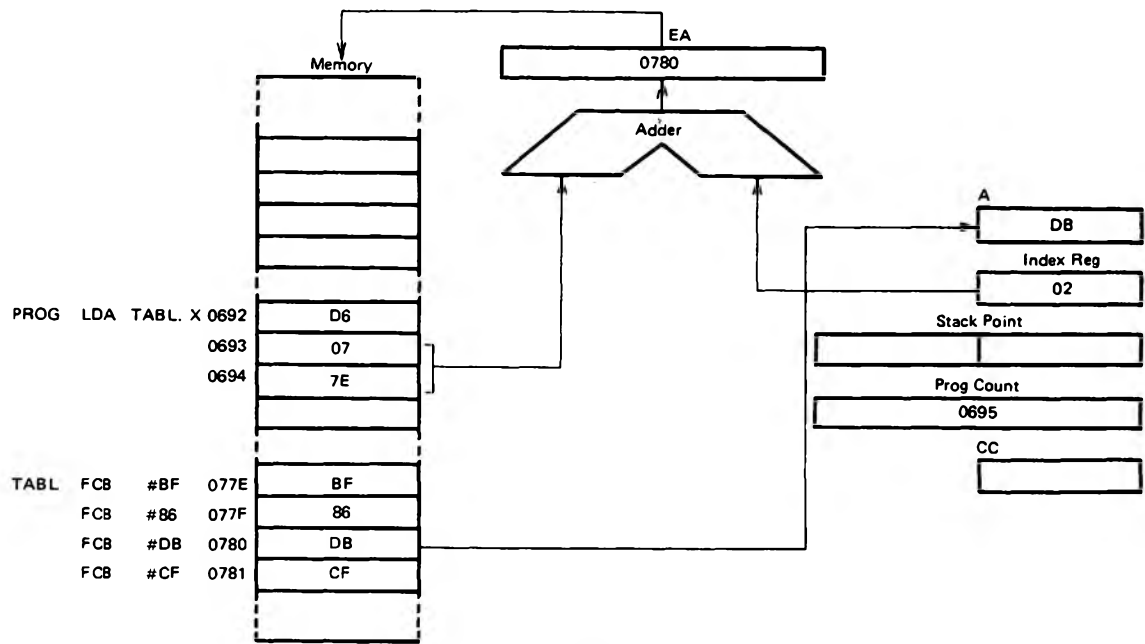 EA
0780
Memory
Adder
A
DB
Index Reg
02
PROG LDA TABL. X 0692 D6
0693 07
0694 7E
Stack Point
Prog Count
0695
CC
TABL FCB #BF 077E BF
FCB #86 077F 86
FCB #DB 0780 DB
FCB #CF 0781 CF